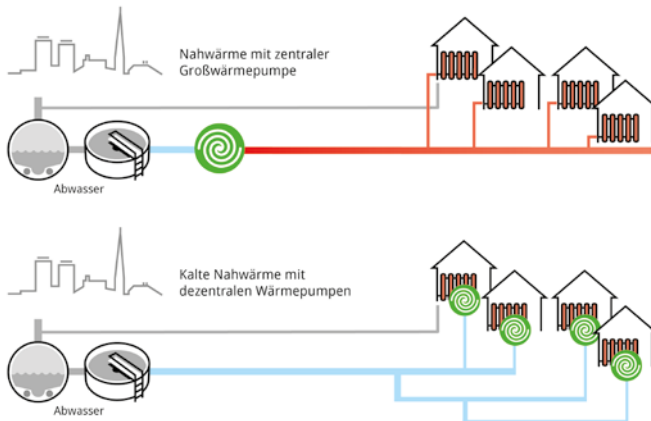 Nahwärme mit zentraler
Großwärmepumpe
Abwasser
Kalte Nahwärme mit
dezentralen Wärmepumpen
Abwasser